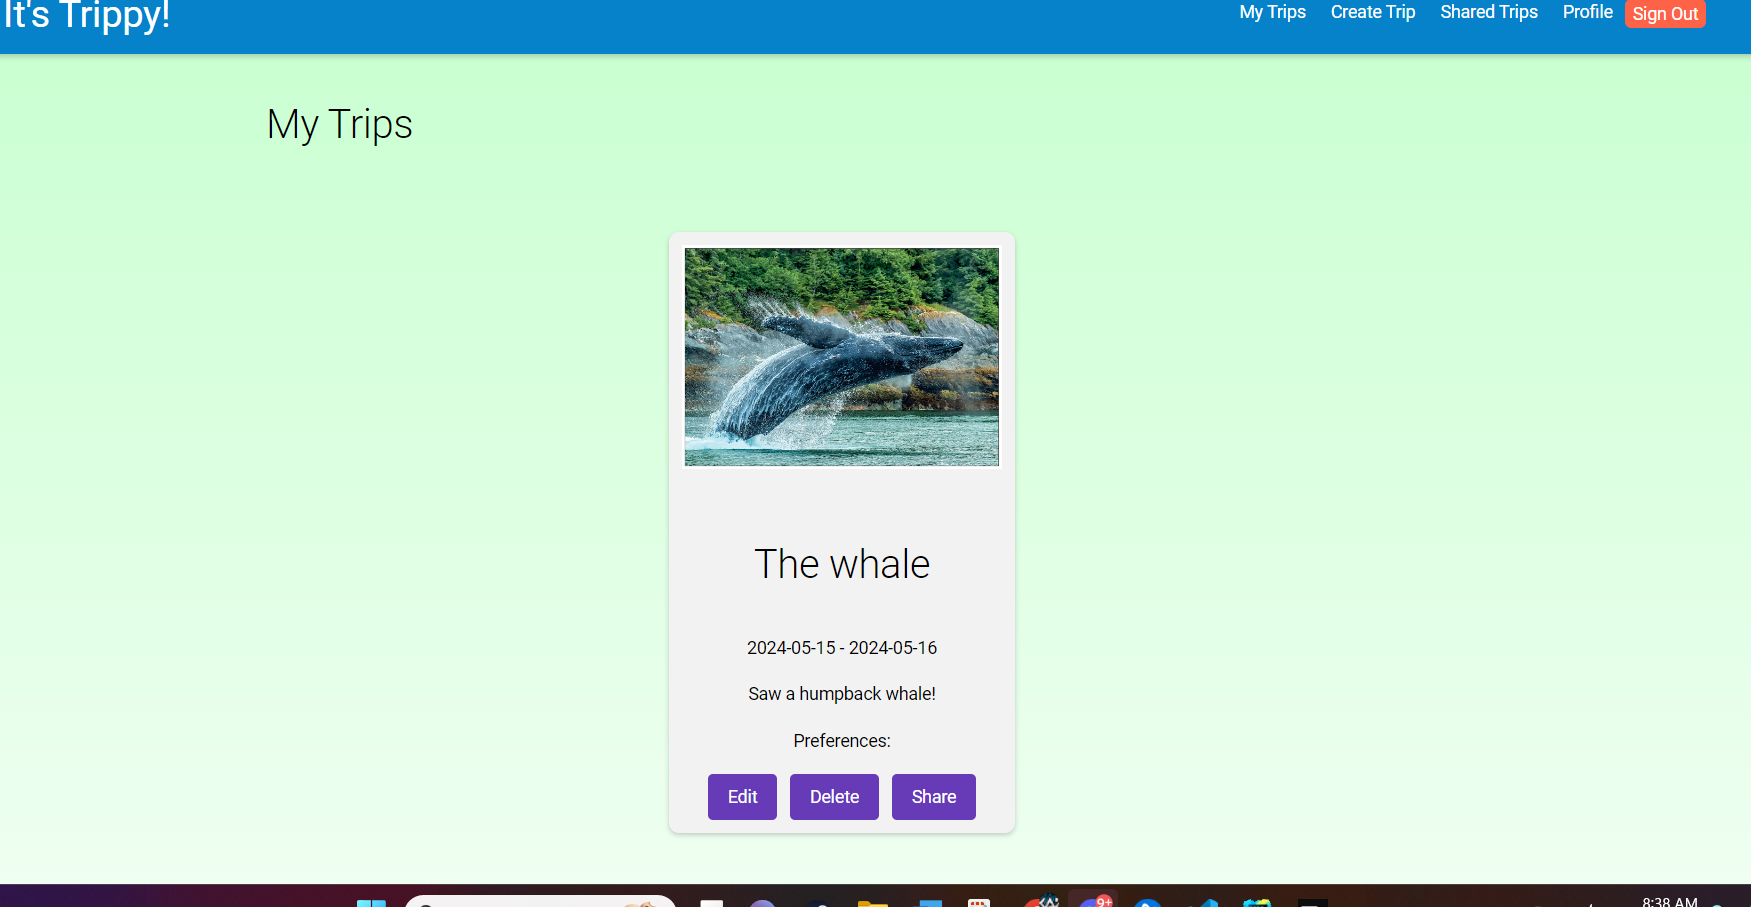 It's Trippy!
My Trips Create Trip Shared Trips Profile Sign Out
My Trips
The whale
2024-05-15 - 2024-05-16
Saw a humpback whale!
Preferences:
Edit Delete Share
9+
8:38 AM